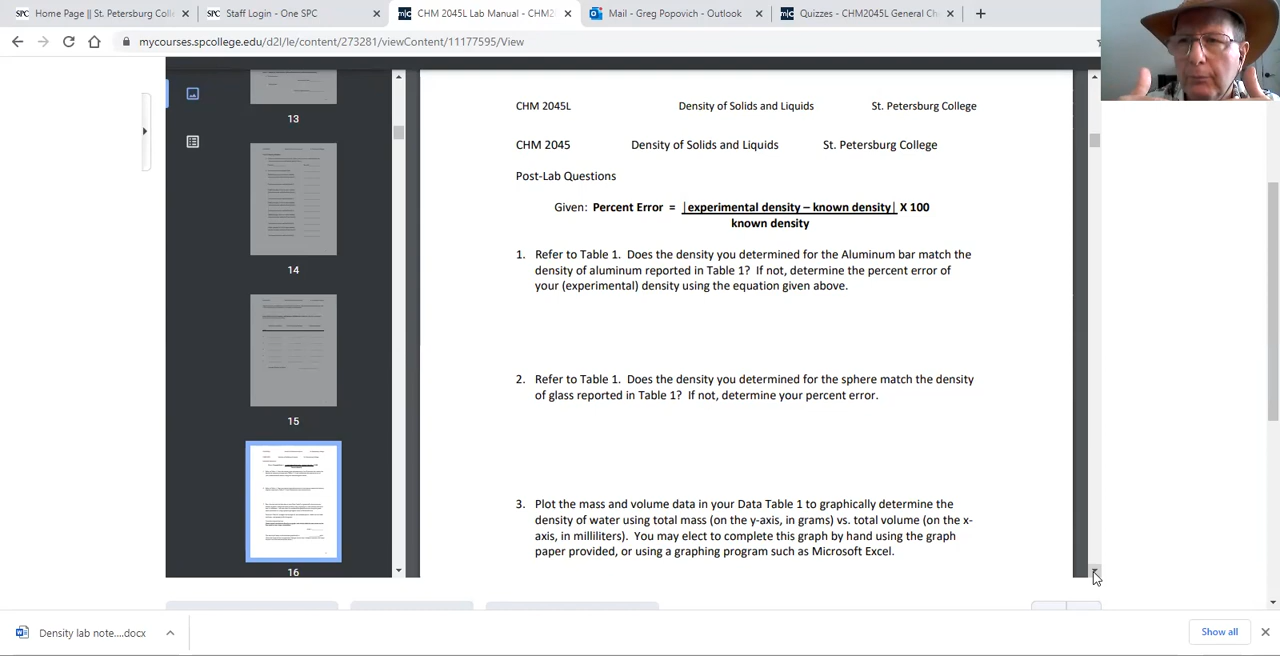 Home Page || St. Petersburg Colle
Staff Login - One SPC
CHM 2045L Lab Manual - CHM2
Mail - Greg Popovich - Outlook
Quizzes - CHM2045L General Ch
mycourses.spcollege.edu/d2l/le/content/273281/viewContent/11177595/View
13
14
15
16
CHM 2045L Density of Solids and Liquids St. Petersburg College
CHM 2045 Density of Solids and Liquids St. Petersburg College
Post-Lab Questions
Given: Percent Error = |experimental density – known density| X 100
known density
1. Refer to Table 1. Does the density you determined for the Aluminum bar match the
density of aluminum reported in Table 1? If not, determine the percent error of
your (experimental) density using the equation given above.
2. Refer to Table 1. Does the density you determined for the sphere match the density
of glass reported in Table 1? If not, determine your percent error.
3. Plot the mass and volume data in your Data Table 1 to graphically determine the
density of water using total mass (on the y-axis, in grams) vs. total volume (on the x-
axis, in milliliters). You may elect to complete this graph by hand using the graph
paper provided, or using a graphing program such as Microsoft Excel.
Density lab note....docx
Show all